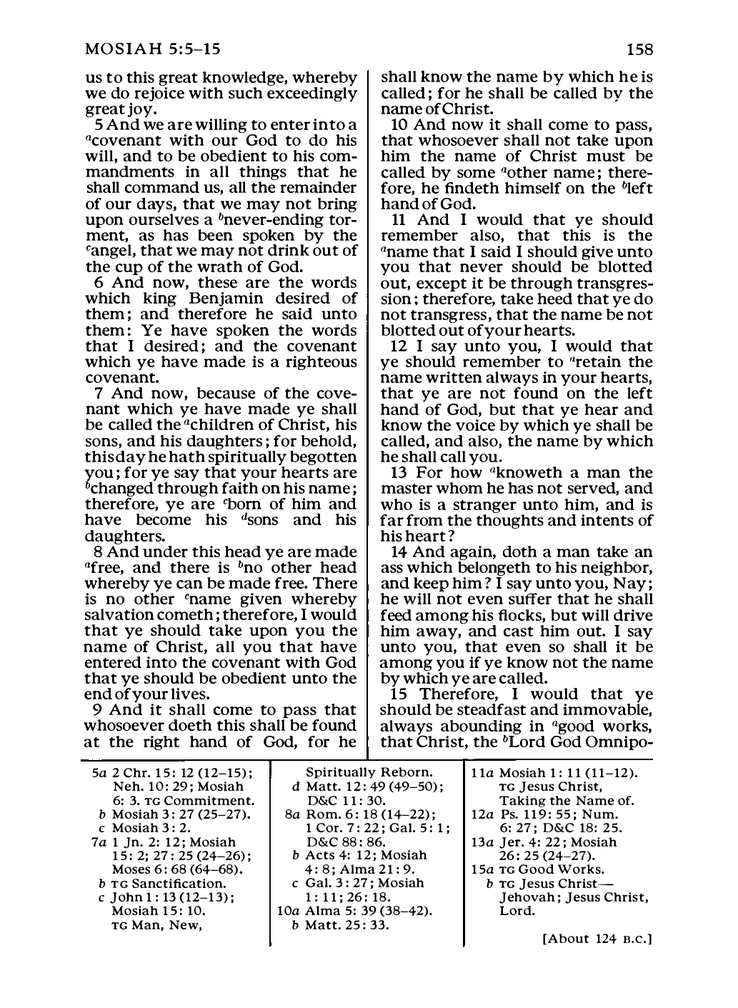 MOSIAH 5:5–15
158
us to this great knowledge, whereby
we do rejoice with such exceedingly
great joy.
5 And we are willing to enter into a
acovenant with our God to do his
will, and to be obedient to his com-
mandments in all things that he
shall command us, all the remainder
of our days, that we may not bring
upon ourselves a bnever-ending tor-
ment, as has been spoken by the
cangel, that we may not drink out of
the cup of the wrath of God.
6 And now, these are the words
which king Benjamin desired of
them; and therefore he said unto
them: Ye have spoken the words
that I desired; and the covenant
which ye have made is a righteous
covenant.
7 And now, because of the cove-
nant which ye have made ye shall
be called the achildren of Christ, his
sons, and his daughters; for behold,
this day he hath spiritually begotten
you; for ye say that your hearts are
bchanged through faith on his name;
therefore, ye are cborn of him and
have become his dsons and his
daughters.
8 And under this head ye are made
afree, and there is bno other head
whereby ye can be made free. There
is no other cname given whereby
salvation cometh; therefore, I would
that ye should take upon you the
name of Christ, all you that have
entered into the covenant with God
that ye should be obedient unto the
end of your lives.
9 And it shall come to pass that
whosoever doeth this shall be found
at the right hand of God, for he
shall know the name by which he is
called; for he shall be called by the
name of Christ.
10 And now it shall come to pass,
that whosoever shall not take upon
him the name of Christ must be
called by some aother name; there-
fore, he findeth himself on the bleft
hand of God.
11 And I would that ye should
remember also, that this is the
aname that I said I should give unto
you that never should be blotted
out, except it be through transgres-
sion; therefore, take heed that ye do
not transgress, that the name be not
blotted out of your hearts.
12 I say unto you, I would that
ye should remember to aretain the
name written always in your hearts,
that ye are not found on the left
hand of God, but that ye hear and
know the voice by which ye shall be
called, and also, the name by which
he shall call you.
13 For how aknoweth a man the
master whom he has not served, and
who is a stranger unto him, and is
far from the thoughts and intents of
his heart?
14 And again, doth a man take an
ass which belongeth to his neighbor,
and keep him? I say unto you, Nay;
he will not even suffer that he shall
feed among his flocks, but will drive
him away, and cast him out. I say
unto you, that even so shall it be
among you if ye know not the name
by which ye are called.
15 Therefore, I would that ye
should be steadfast and immovable,
always abounding in agood works,
that Christ, the bLord God Omnipo-
5a 2 Chr. 15: 12 (12–15);
Neh. 10: 29; Mosiah
6: 3. TG Commitment.
b Mosiah 3: 27 (25–27).
c Mosiah 3: 2.
7a 1 Jn. 2: 12; Mosiah
15: 2; 27: 25 (24–26);
Moses 6: 68 (64–68).
b TG Sanctification.
c John 1: 13 (12–13);
Mosiah 15: 10.
TG Man, New,
Spiritually Reborn.
d Matt. 12: 49 (49–50);
D&C 11: 30.
8a Rom. 6: 18 (14–22);
1 Cor. 7: 22; Gal. 5: 1;
D&C 88: 86.
b Acts 4: 12; Mosiah
4: 8; Alma 21: 9.
c Gal. 3: 27; Mosiah
1: 11; 26: 18.
10a Alma 5: 39 (38–42).
b Matt. 25: 33.
11a Mosiah 1: 11 (11–12).
TG Jesus Christ,
Taking the Name of.
12a Ps. 119: 55; Num.
6: 27; D&C 18: 25.
13a Jer. 4: 22; Mosiah
26: 25 (24–27).
15a TG Good Works.
b TG Jesus Christ—
Jehovah; Jesus Christ,
Lord.
[About 124 B.C.]